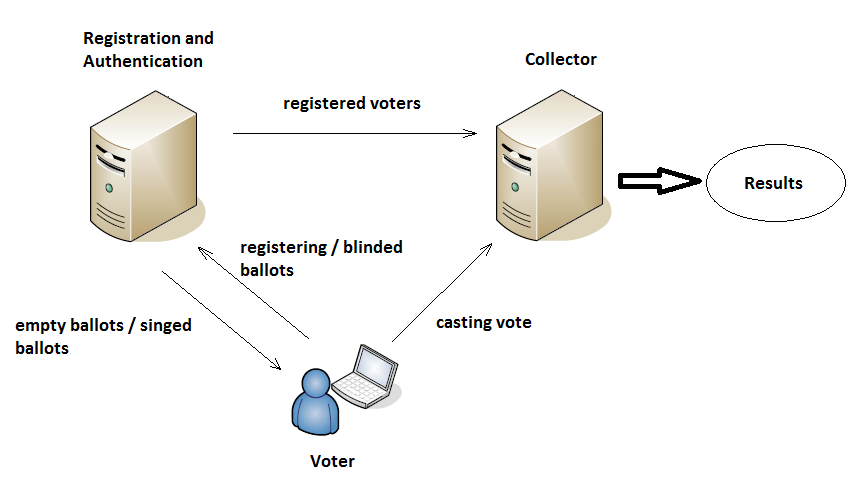 Registration and
Authentication
Collector
registered voters
Results
registering / blinded
ballots
empty ballots / singed
ballots
casting vote
Voter